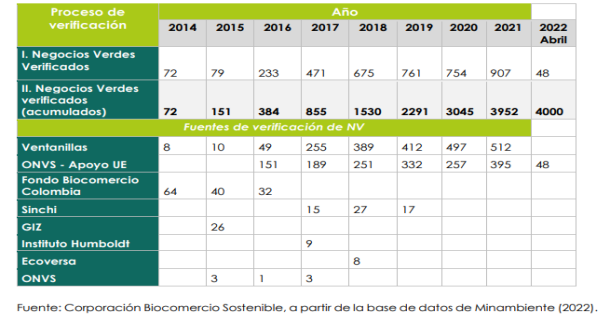 Proceso de verificación Año
2014 2015 2016 2017 2018 2019 2020 2021 2022 Abril
I. Negocios Verdes Verificados 72 79 233 471 675 761 754 907 48
II. Negocios Verdes verificados (acumulados) 72 151 384 855 1530 2291 3045 3952 4000
Fuentes de verificación de NV
Ventanillas 8 10 49 255 389 412 497 512
ONVS - Apoyo UE 151 189 251 332 257 395 48
Fondo Biocomercio Colombia 64 40 32
Sinchi 15 27 17
GIZ 26
Instituto Humboldt 9
Ecoversa 8
ONVS 3 1 3
Fuente: Corporación Biocomercio Sostenible, a partir de la base de datos de Minambiente (2022).